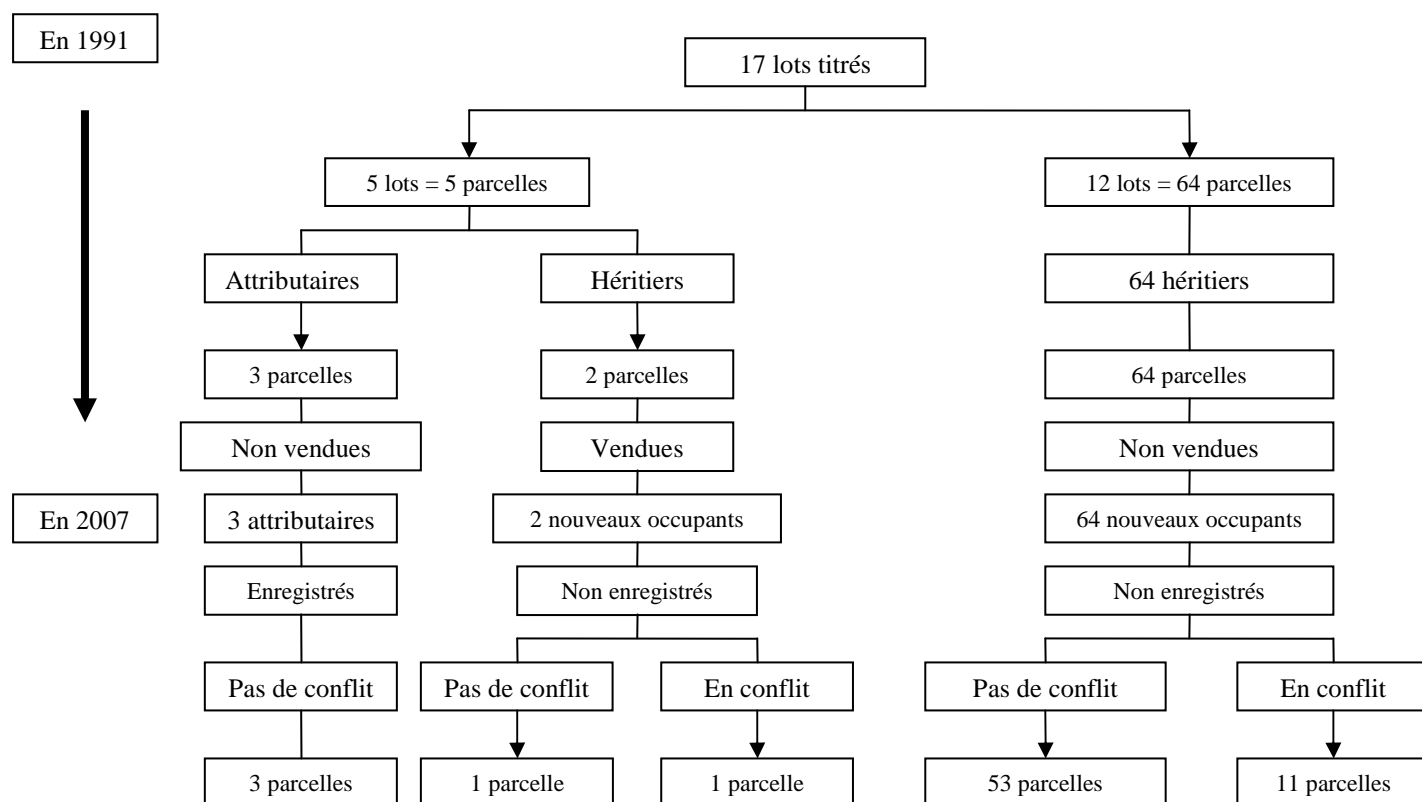 En 1991
17 lots titrés
5 lots = 5 parcelles
12 lots = 64 parcelles
Attributaires
Héritiers
64 héritiers
3 parcelles
2 parcelles
64 parcelles
Non vendues
Vendues
Non vendues
En 2007
3 attributaires
2 nouveaux occupants
64 nouveaux occupants
Enregistrés
Non enregistrés
Non enregistrés
Pas de conflit
Pas de conflit
En conflit
Pas de conflit
En conflit
3 parcelles
1 parcelle
1 parcelle
53 parcelles
11 parcelles